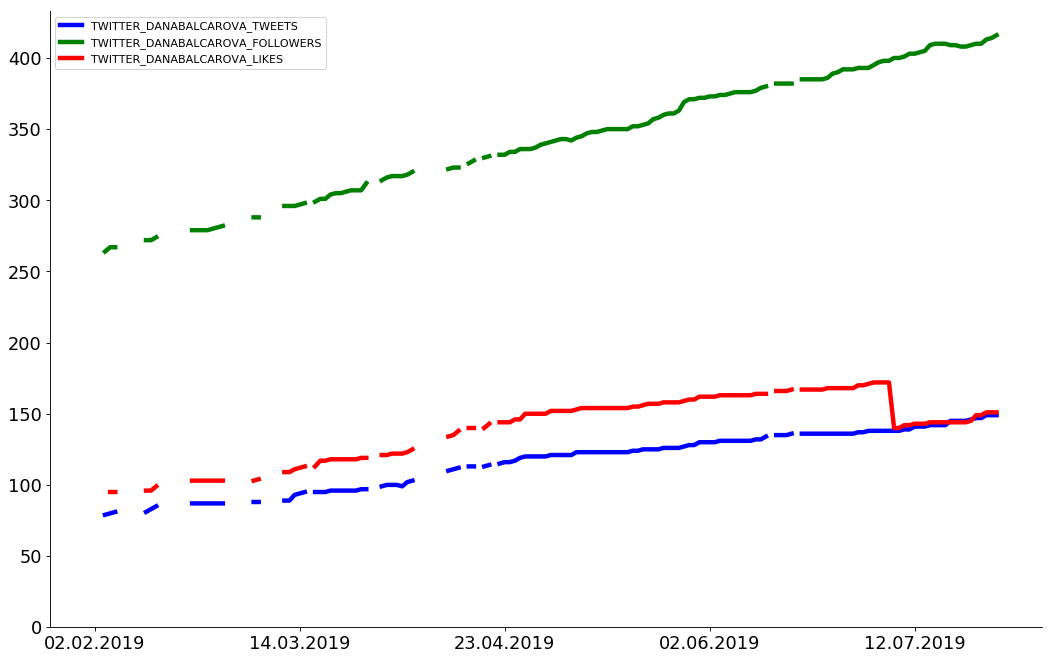 TWITTER_DANABALCAROVA_TWEETS
TWITTER_DANABALCAROVA_FOLLOWERS
TWITTER_DANABALCAROVA_LIKES
400
350
300
250
200
150
100
50
0
02.02.2019 14.03.2019 23.04.2019 02.06.2019 12.07.2019